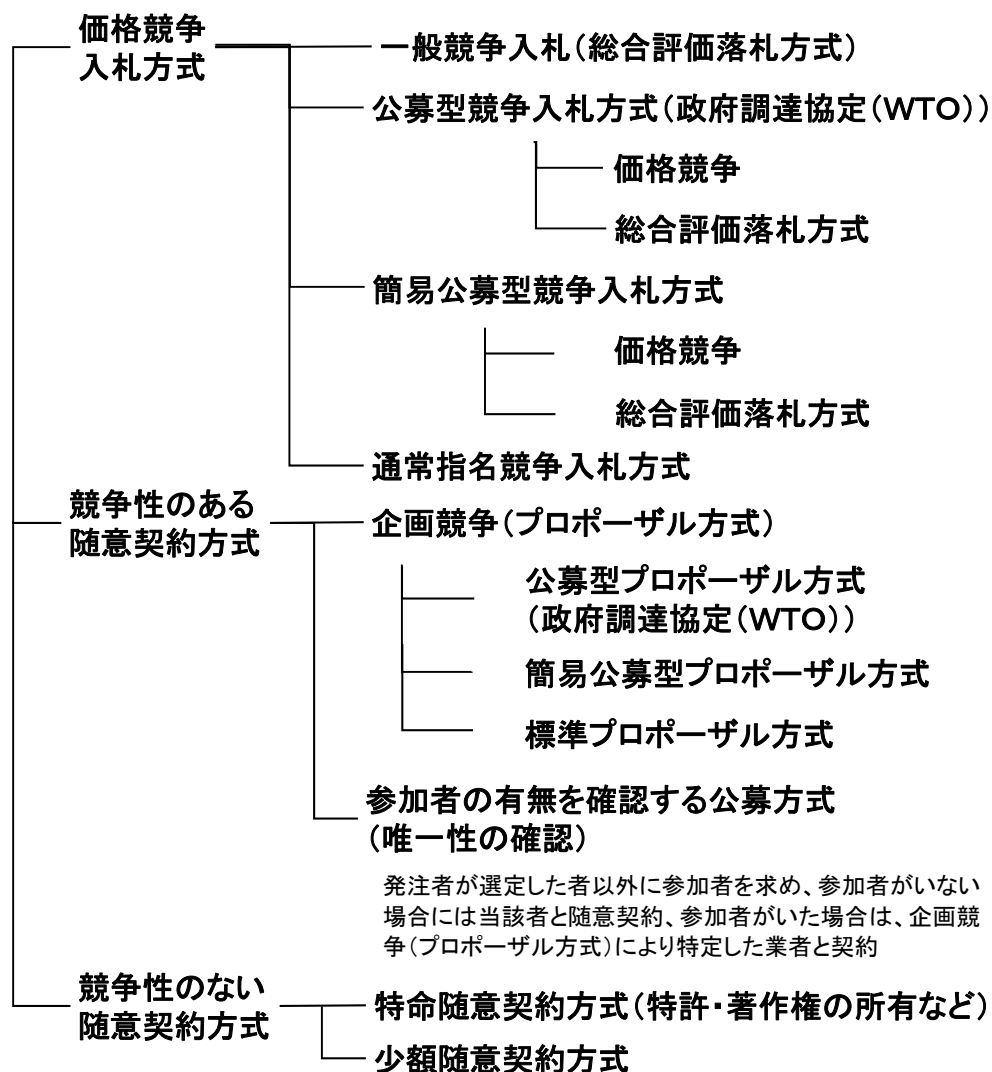 価格競争
入札方式
一般競争入札(総合評価落札方式)
公募型競争入札方式(政府調達協定(WTO))
価格競争
総合評価落札方式
簡易公募型競争入札方式
価格競争
総合評価落札方式
通常指名競争入札方式
競争性のある
随意契約方式
企画競争(プロポーザル方式)
公募型プロポーザル方式
(政府調達協定(WTO))
簡易公募型プロポーザル方式
標準プロポーザル方式
参加者の有無を確認する公募方式
(唯一性の確認)
発注者が選定した者以外に参加者を求め、参加者がいない
場合には当該者と随意契約、参加者がいた場合は、企画競
争(プロポーザル方式)により特定した業者と契約
競争性のない
随意契約方式
特命随意契約方式(特許・著作権の所有など)
少額随意契約方式